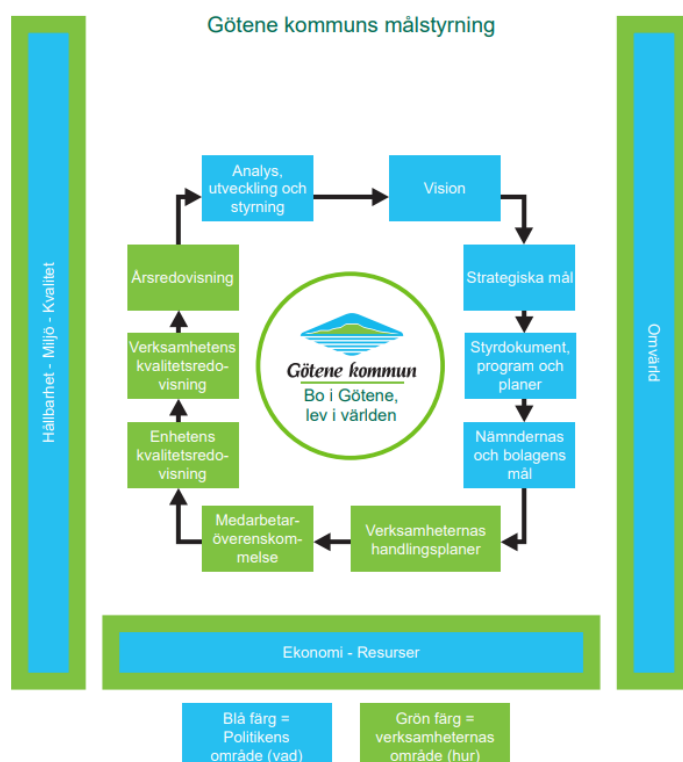 Götene kommuns målstyrning
Hållbarhet - Miljö - Kvalitet
Analys,
utveckling och
styrning
Vision
Strategiska mål
Styrdokument,
program och
planer
Nämndernas
och bolagens
mål
Verksamheternas
handlingsplaner
Medarbetar-
överenskom-
melse
Enhetens
kvalitetsredo-
visning
Verksamhetens
kvalitetsredo-
visning
Årsredovisning
Götene kommun
Bo i Götene,
lev i världen
Omvärld
Ekonomi - Resurser
Blå färg =
Politikens
område (vad)
Grön färg =
verksamheternas
område (hur)